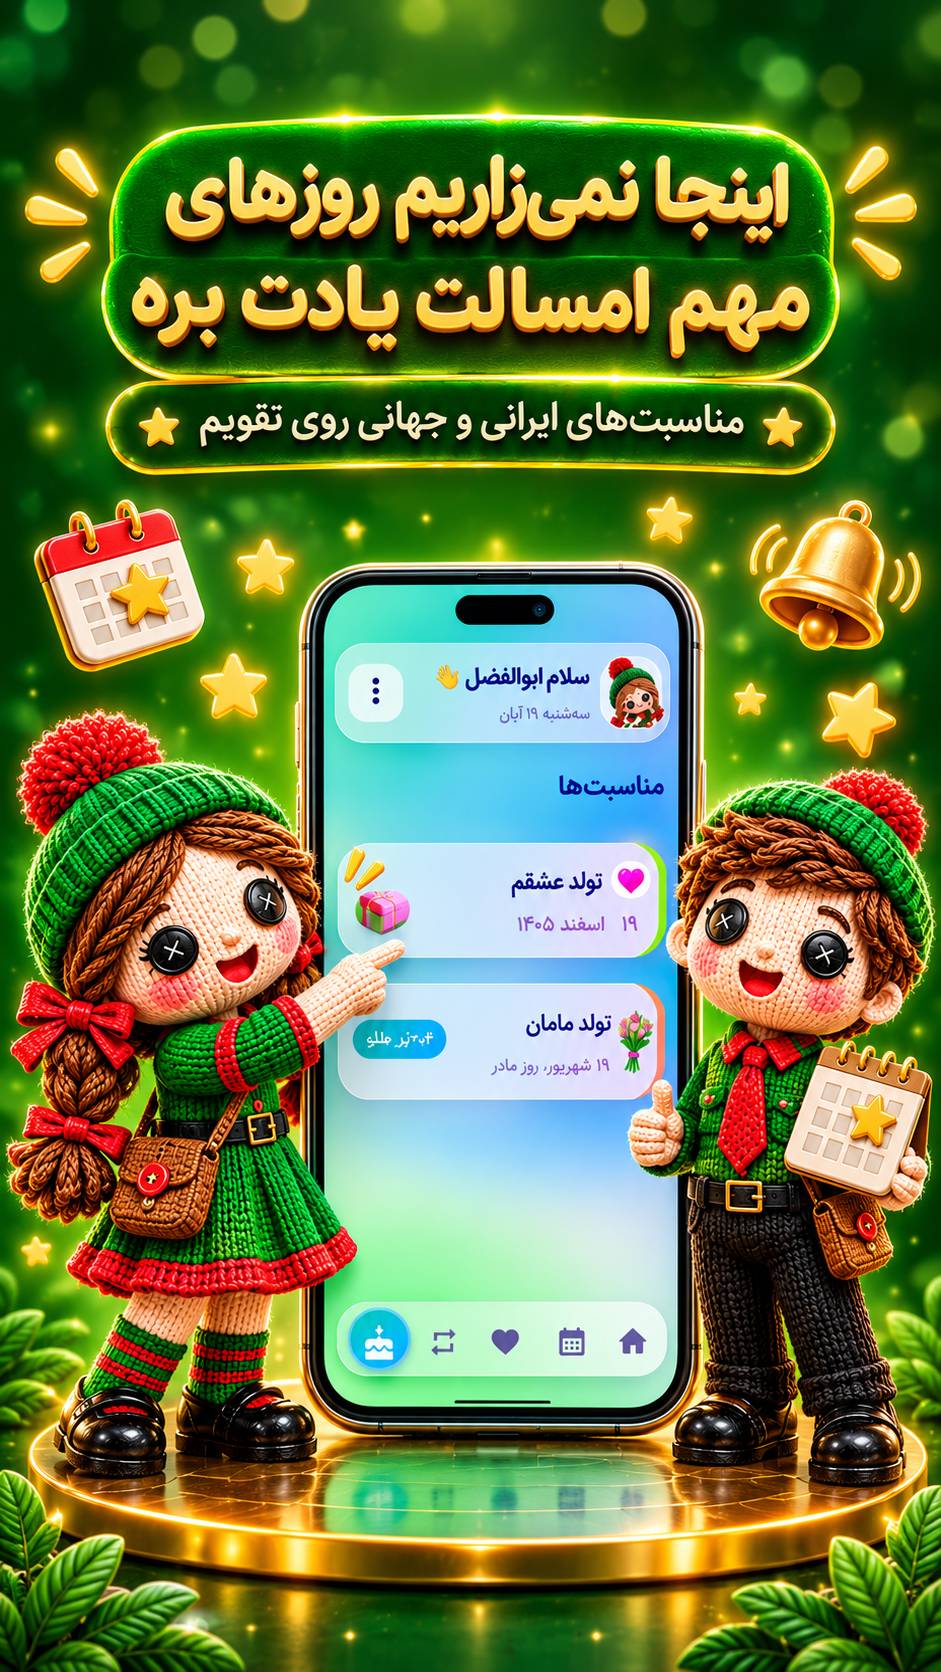 اینجا نمی‌زاریم روزهای
مهم امسالت یادت بره
مناسبت‌های ایرانی و جهانی روی تقویم
سلام ابوالفضل 👋
سه‌شنبه ۱۹ آبان
مناسبت‌ها
تولد عشقم
۱۹ اسفند ۱۴۰۵
تولد مامان
۱۹ شهریور، روز مادر